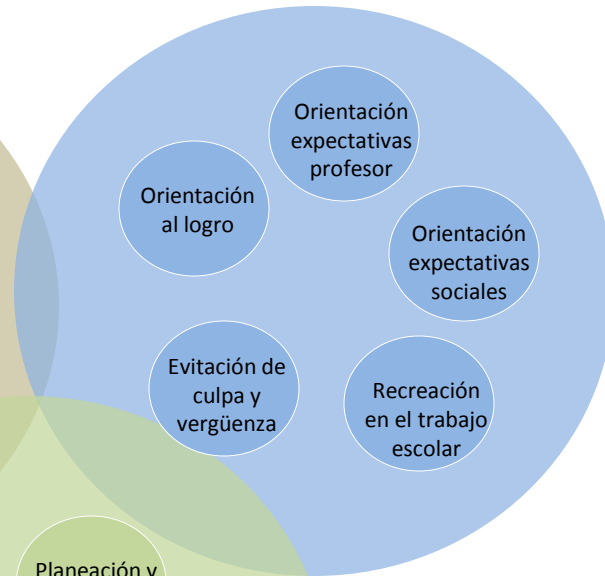 Orientación
expectativas
profesor
Orientación
al logro
Orientación
expectativas
sociales
Evitación de
culpa y
vergüenza
Recreación
en el trabajo
escolar
Planeación y